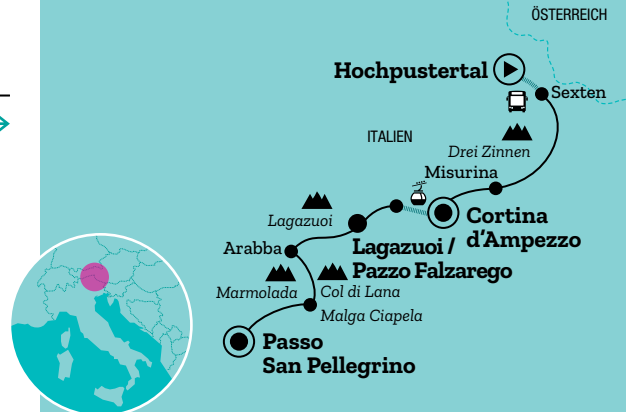 ÖSTERREICH
Hochpustertal
Sexten
ITALIEN
Drei Zinnen
Misurina
Lagazuoi
Cortina
d'Ampezzo
Arabba
Lagazuoi /
Pazzo Falzarego
Marmolada
Col di Lana
Malga Ciapela
Passo
San Pellegrino